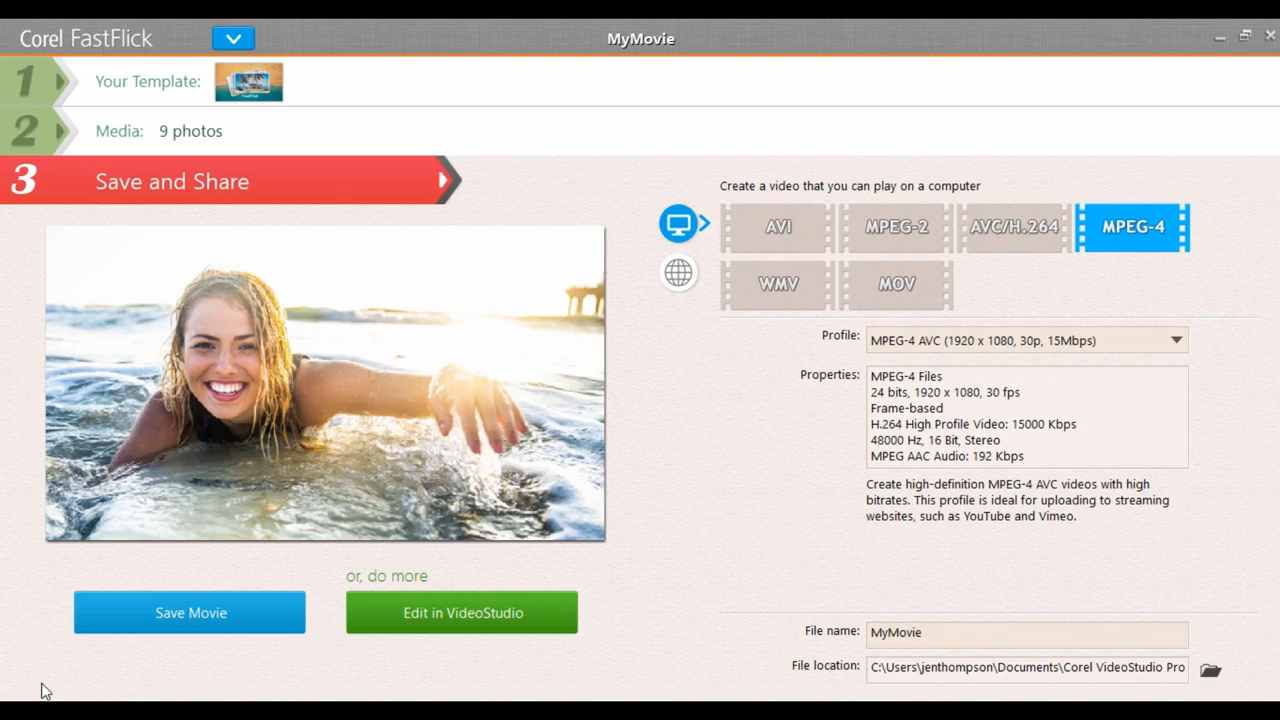 Corel FastFlick
MyMovie
1
Your Template:
2
Media: 9 photos
3
Save and Share
Create a video that you can play on a computer
AVI
MPEG-2
AVC/H.264
MPEG-4
WMV
MOV
Profile: MPEG-4 AVC (1920 x 1080, 30p, 15Mbps)
Properties:
MPEG-4 Files
24 bits, 1920 x 1080, 30 fps
Frame-based
H.264 High Profile Video: 15000 Kbps
48000 Hz, 16 Bit, Stereo
MPEG AAC Audio: 192 Kbps
Create high-definition MPEG-4 AVC videos with high
bitrates. This profile is ideal for uploading to streaming
websites, such as YouTube and Vimeo.
or, do more
Save Movie
Edit in VideoStudio
File name: MyMovie
File location: C:\Users\jenthompson\Documents\Corel VideoStudio Pro